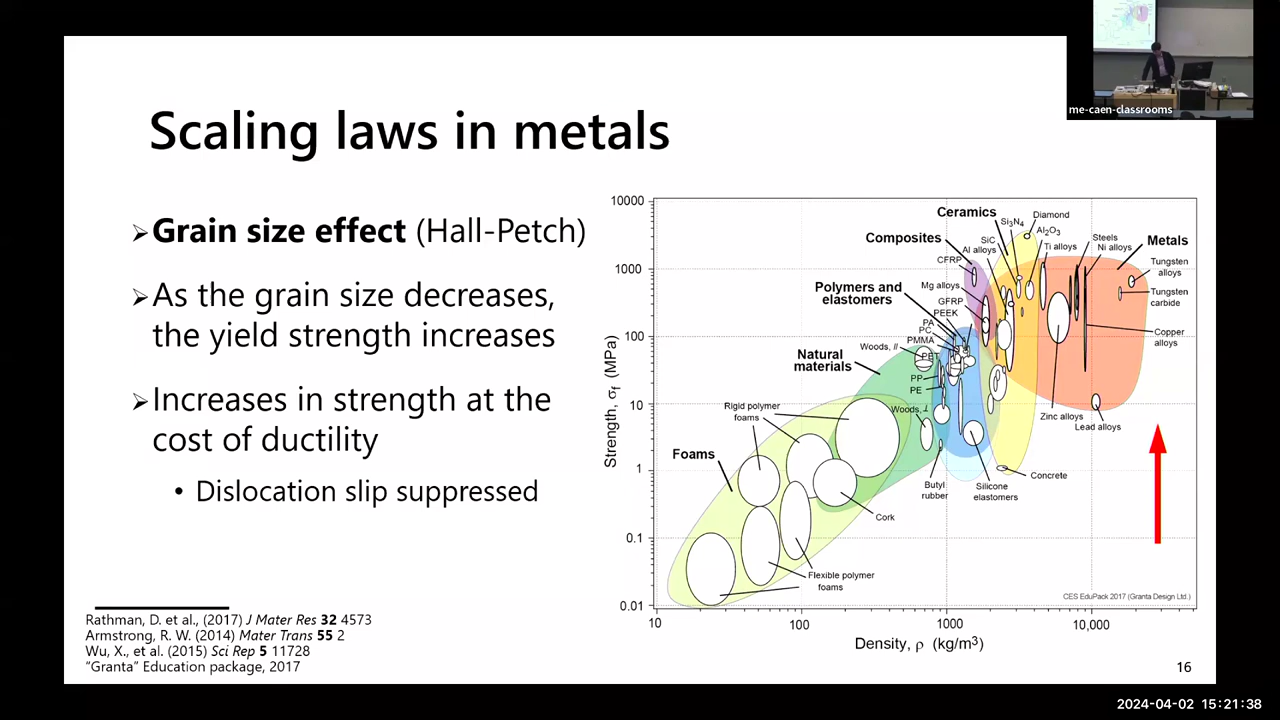 me-caen-classrooms
Scaling laws in metals
➢Grain size effect (Hall-Petch)
➢As the grain size decreases,
the yield strength increases
➢Increases in strength at the
cost of ductility
• Dislocation slip suppressed
Rathman, D. et al., (2017) J Mater Res 32 4573
Armstrong, R. W. (2014) Mater Trans 55 2
Wu, X., et al. (2015) Sci Rep 5 11728
“Granta” Education package, 2017
Strength, σf (MPa)
10000
1000
100
10
1
0.1
0.01
10
100
1000
10,000
Density, ρ (kg/m3)
Ceramics
Si3N4
Diamond
Al2O3
Composites
SiC
Al alloys
Ti alloys
Steels
Ni alloys
Metals
CFRP
Tungsten
alloys
Mg alloys
Polymers and
elastomers
Tungsten
carbide
GFRP
PEEK
PA
PC
PMMA
Copper
alloys
Woods, //
PET
Natural
materials
PP
PE
Rigid polymer
foams
Woods, ⊥
Zinc alloys
Lead alloys
Foams
Concrete
Butyl
rubber
Silicone
elastomers
Cork
Flexible polymer
foams
CES EduPack 2017 (Granta Design Ltd.)
16
2024-04-02 15:21:38